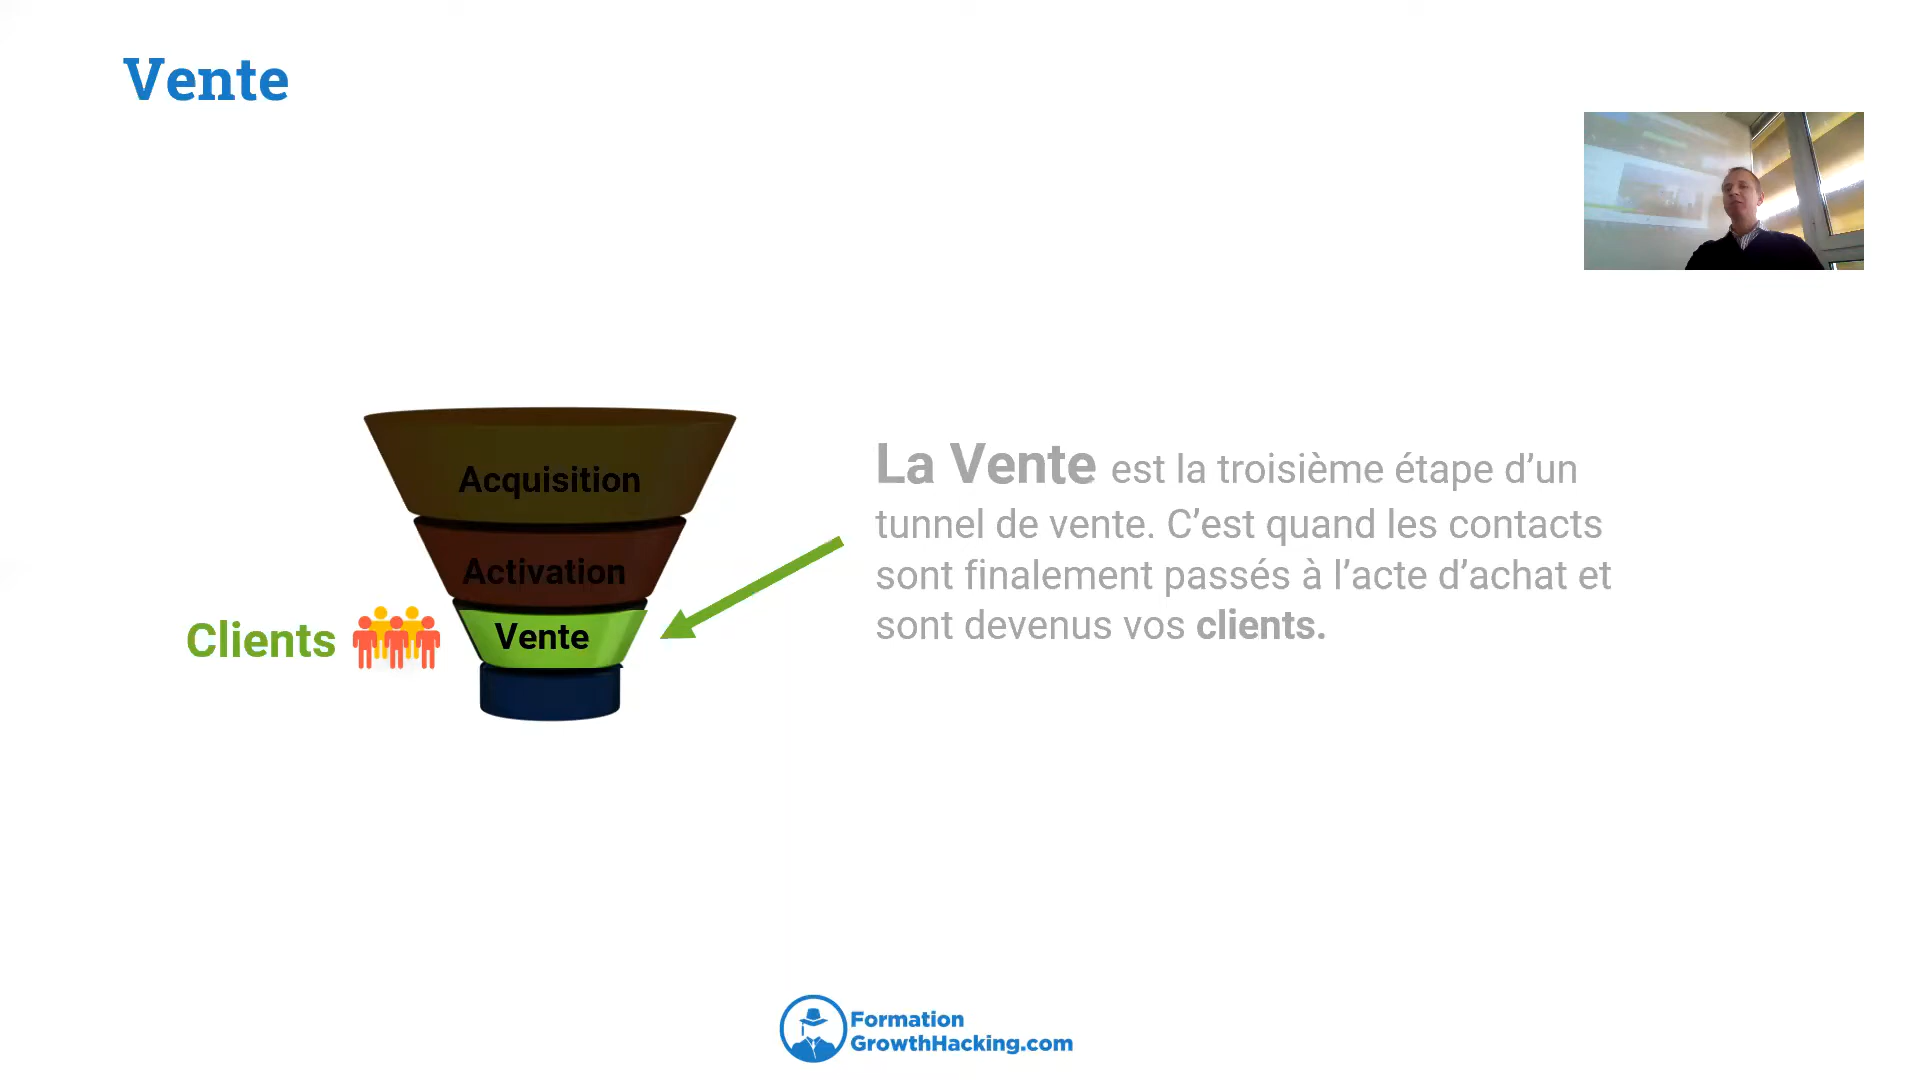 Vente
Acquisition
Activation
Vente
Clients
La Vente est la troisième étape d’un
tunnel de vente. C’est quand les contacts
sont finalement passés à l’acte d’achat et
sont devenus vos clients.
Formation
GrowthHacking.com